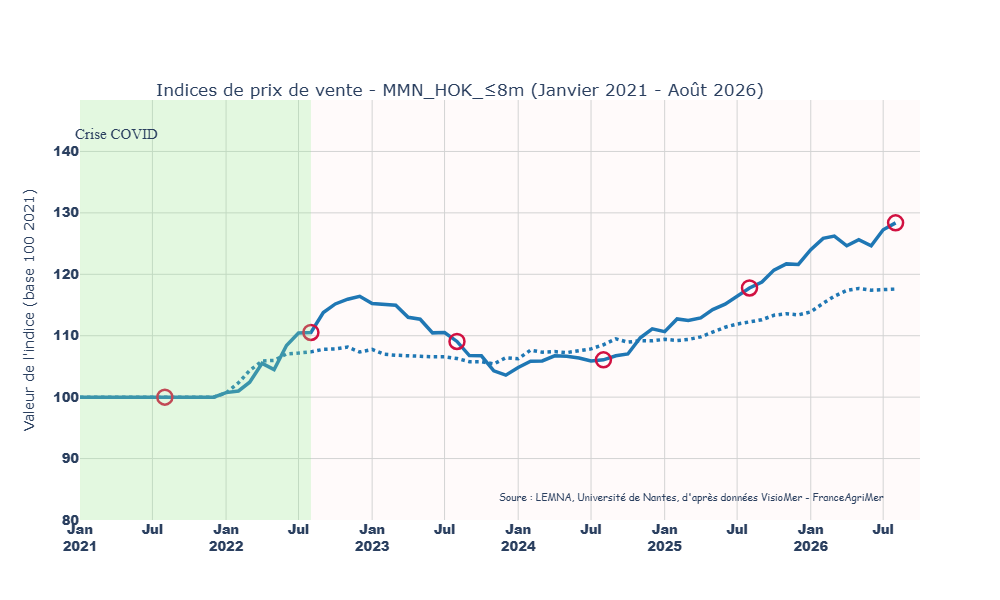 Indices de prix de vente - MMN_HOK_≤8m (Janvier 2021 - Août 2026)
Crise COVID
Valeur de l'indice (base 100 2021)
140
130
120
110
100
90
80
Soure : LEMNA, Université de Nantes, d'après données VisioMer - FranceAgriMer
Jan Jul Jan Jul Jan Jul Jan Jul Jan Jul Jan Jul
2021 2022 2023 2024 2025 2026